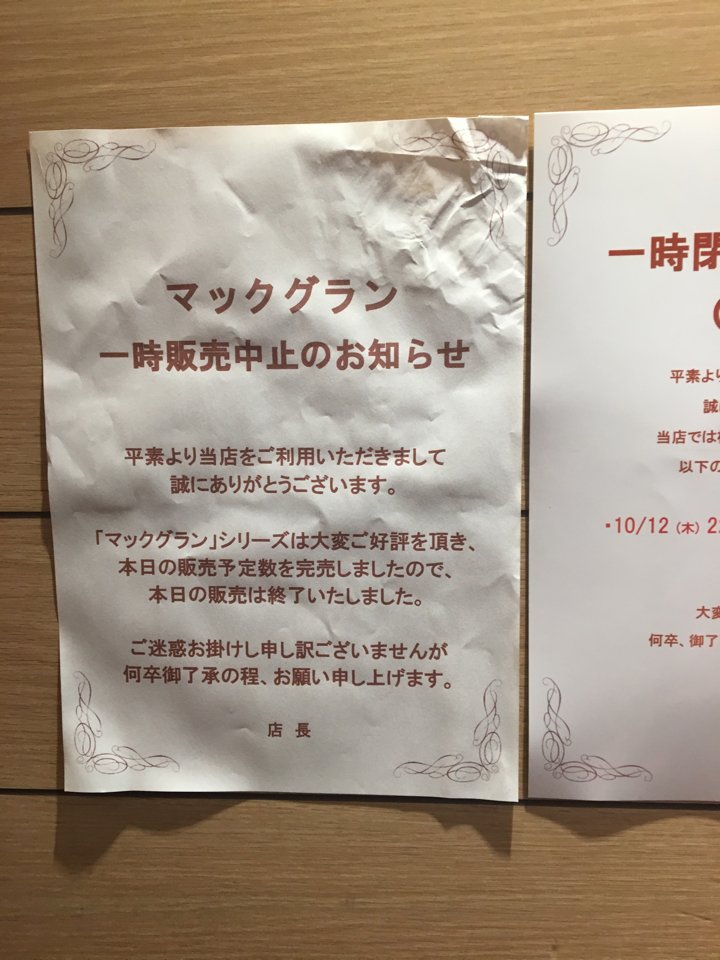 マックグラン
一時販売中止のお知らせ
平素より当店をご利用いただきまして
誠にありがとうございます。
「マックグラン」シリーズは大変ご好評を頂き、
本日の販売予定数を完売しましたので、
本日の販売は終了いたしました。
ご迷惑お掛けし申し訳ございませんが
何卒御了承の程、お願い申し上げます。
店 長
一時閉
平素よ
誠
当店では
以下の
・10/12 (木) 2
大変
何卒、御了